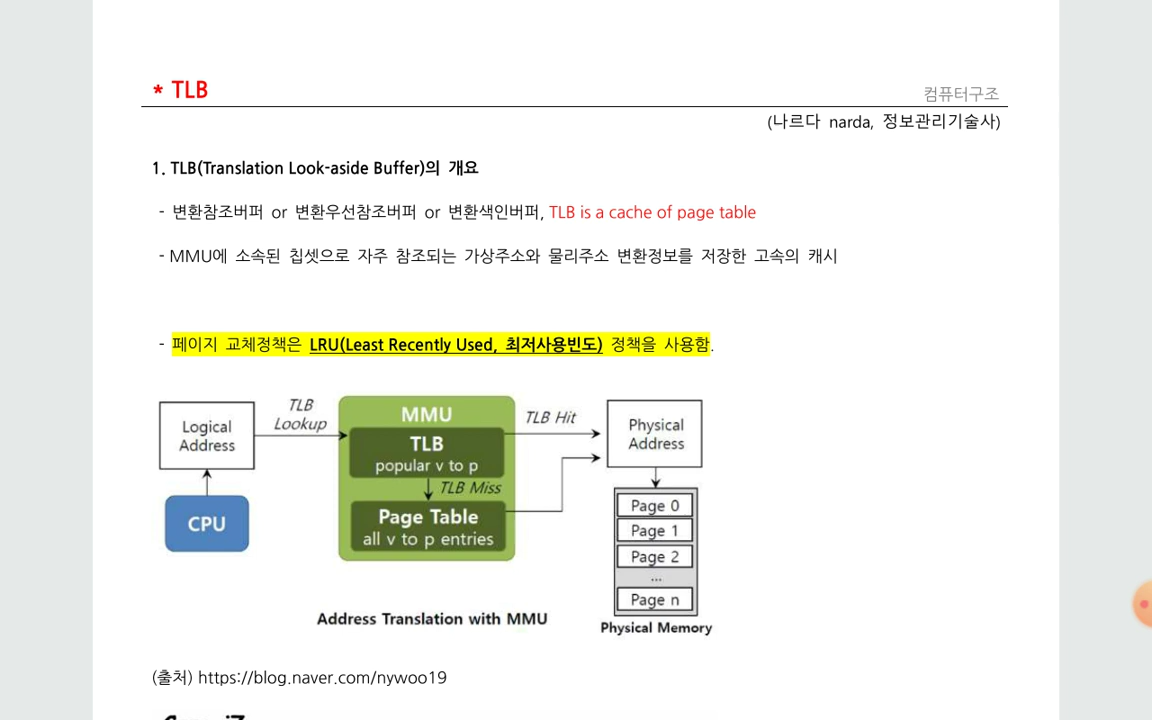 * TLB
컴퓨터구조
(나르다 narda, 정보관리기술사)
1. TLB(Translation Look-aside Buffer)의 개요
- 변환참조버퍼 or 변환우선참조버퍼 or 변환색인버퍼, TLB is a cache of page table
- MMU에 소속된 칩셋으로 자주 참조되는 가상주소와 물리주소 변환정보를 저장한 고속의 캐시
- 페이지 교체정책은 LRU(Least Recently Used, 최저사용빈도) 정책을 사용함.
Logical
Address
TLB
Lookup
MMU
TLB
popular v to p
TLB Hit
Physical
Address
TLB Miss
CPU
Page Table
all v to p entries
Page 0
Page 1
Page 2
...
Page n
Address Translation with MMU
Physical Memory
(출처) https://blog.naver.com/nywoo19